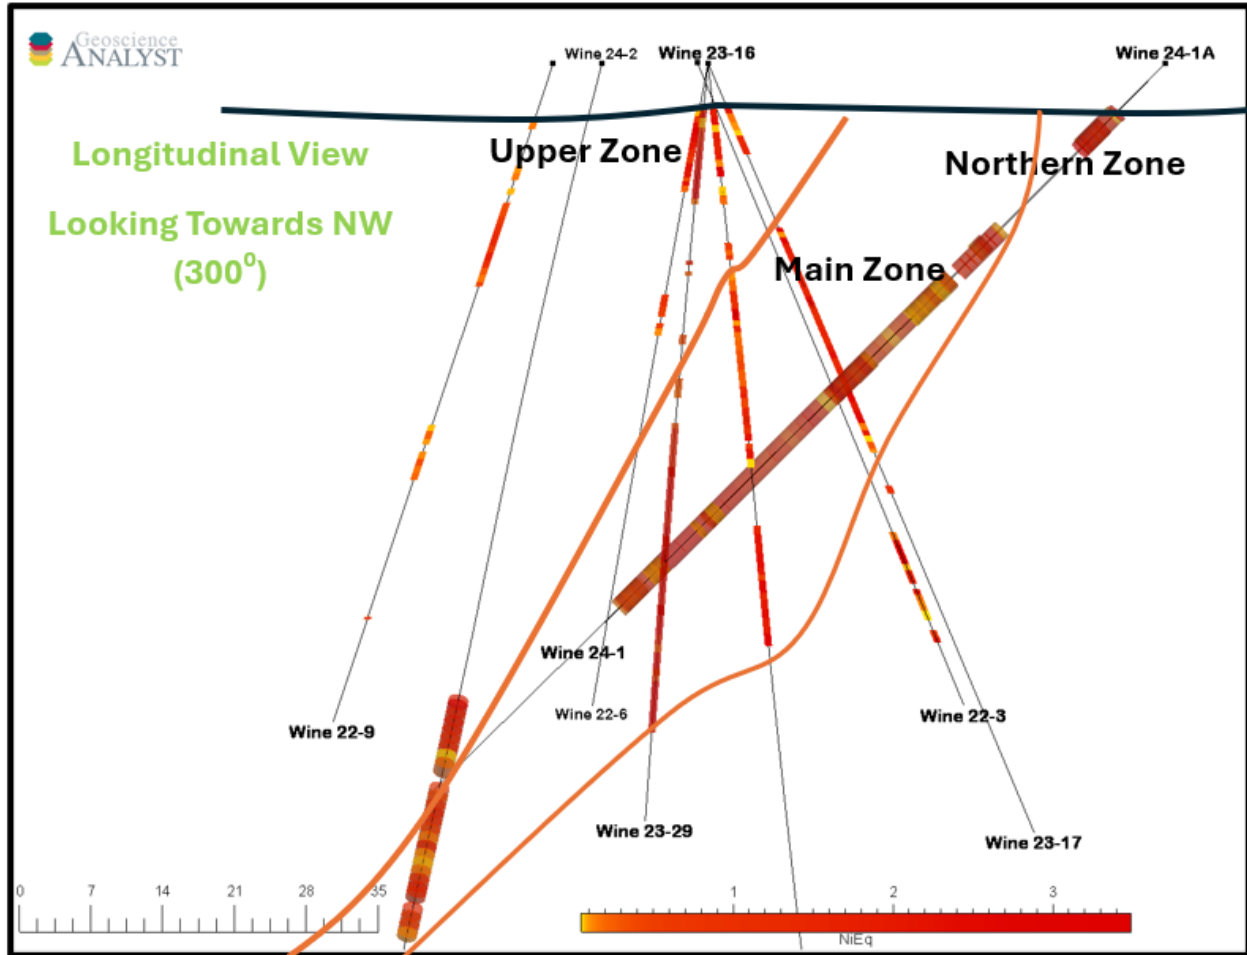 Geoscience
ANALYST
Wine 24-2
Wine 23-16
Wine 24-1A
Longitudinal View
Looking Towards NW
(300⁰)
Upper Zone
Northern Zone
Main Zone
Wine 24-1
Wine 22-6
Wine 22-9
Wine 22-3
Wine 23-29
Wine 23-17
0 7 14 21 28 35
1 2 3
NiEq